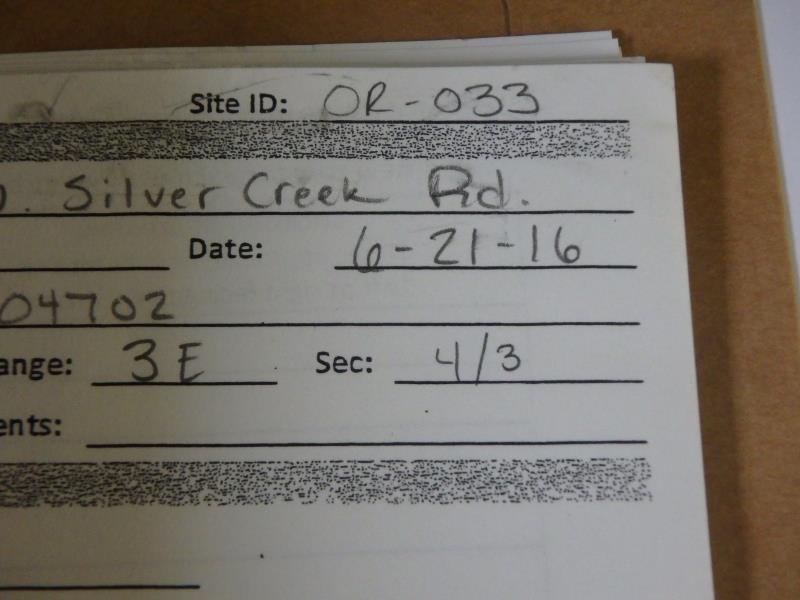 Site ID: OR-033
. Silver Creek Rd.
Date: 6-21-16
04702
ange: 3E Sec: 4/3
ents: